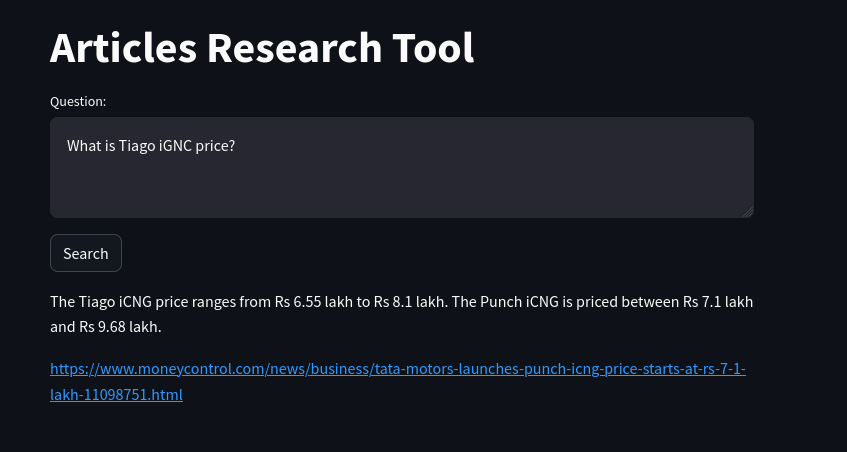 Articles Research Tool
Question:
What is Tiago iGNC price?
Search
The Tiago iCNG price ranges from Rs 6.55 lakh to Rs 8.1 lakh. The Punch iCNG is priced between Rs 7.1 lakh
and Rs 9.68 lakh.
https://www.moneycontrol.com/news/business/tata-motors-launches-punch-icng-price-starts-at-rs-7-1-
lakh-11098751.html